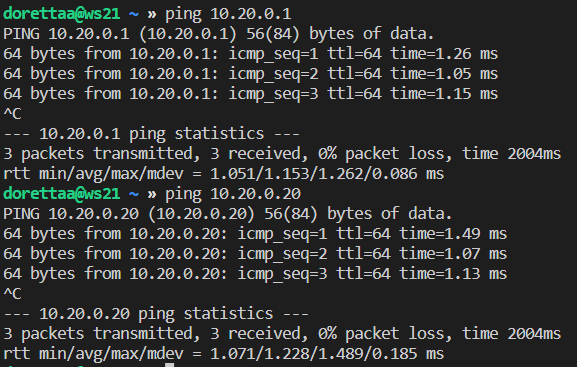 dorettaa@ws21 ~ » ping 10.20.0.1
PING 10.20.0.1 (10.20.0.1) 56(84) bytes of data.
64 bytes from 10.20.0.1: icmp_seq=1 ttl=64 time=1.26 ms
64 bytes from 10.20.0.1: icmp_seq=2 ttl=64 time=1.05 ms
64 bytes from 10.20.0.1: icmp_seq=3 ttl=64 time=1.15 ms
^C
--- 10.20.0.1 ping statistics ---
3 packets transmitted, 3 received, 0% packet loss, time 2004ms
rtt min/avg/max/mdev = 1.051/1.153/1.262/0.086 ms
dorettaa@ws21 ~ » ping 10.20.0.20
PING 10.20.0.20 (10.20.0.20) 56(84) bytes of data.
64 bytes from 10.20.0.20: icmp_seq=1 ttl=64 time=1.49 ms
64 bytes from 10.20.0.20: icmp_seq=2 ttl=64 time=1.07 ms
64 bytes from 10.20.0.20: icmp_seq=3 ttl=64 time=1.13 ms
^C
--- 10.20.0.20 ping statistics ---
3 packets transmitted, 3 received, 0% packet loss, time 2004ms
rtt min/avg/max/mdev = 1.071/1.228/1.489/0.185 ms